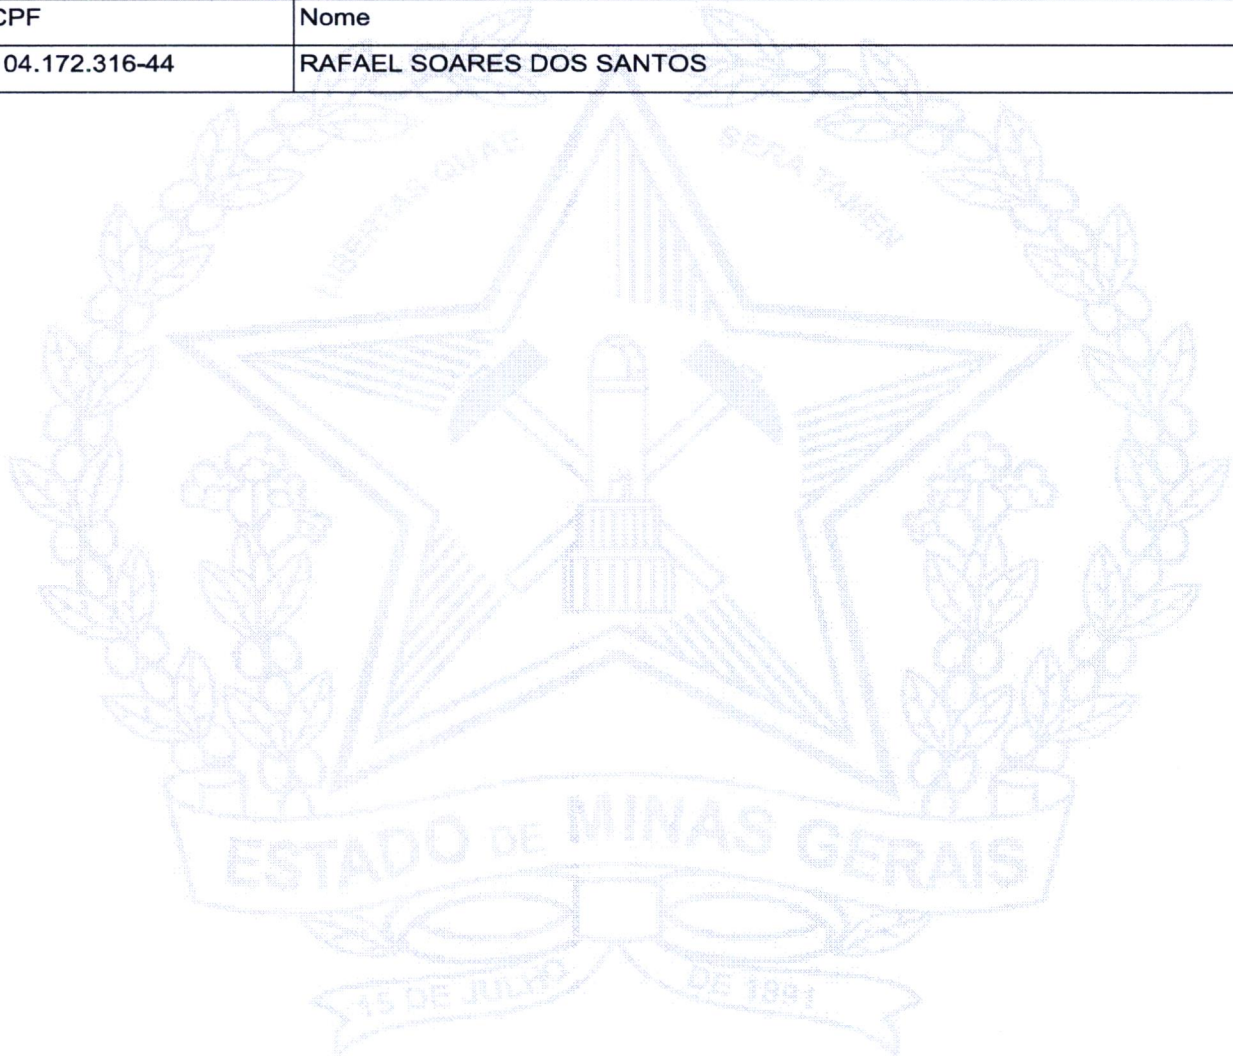 CPF Nome
04.172.316-44 RAFAEL SOARES DOS SANTOS
LIBERTAS QUAE SERA TAMEN
ESTADO DE MINAS GERAIS
15 DE JULHO DE 1891